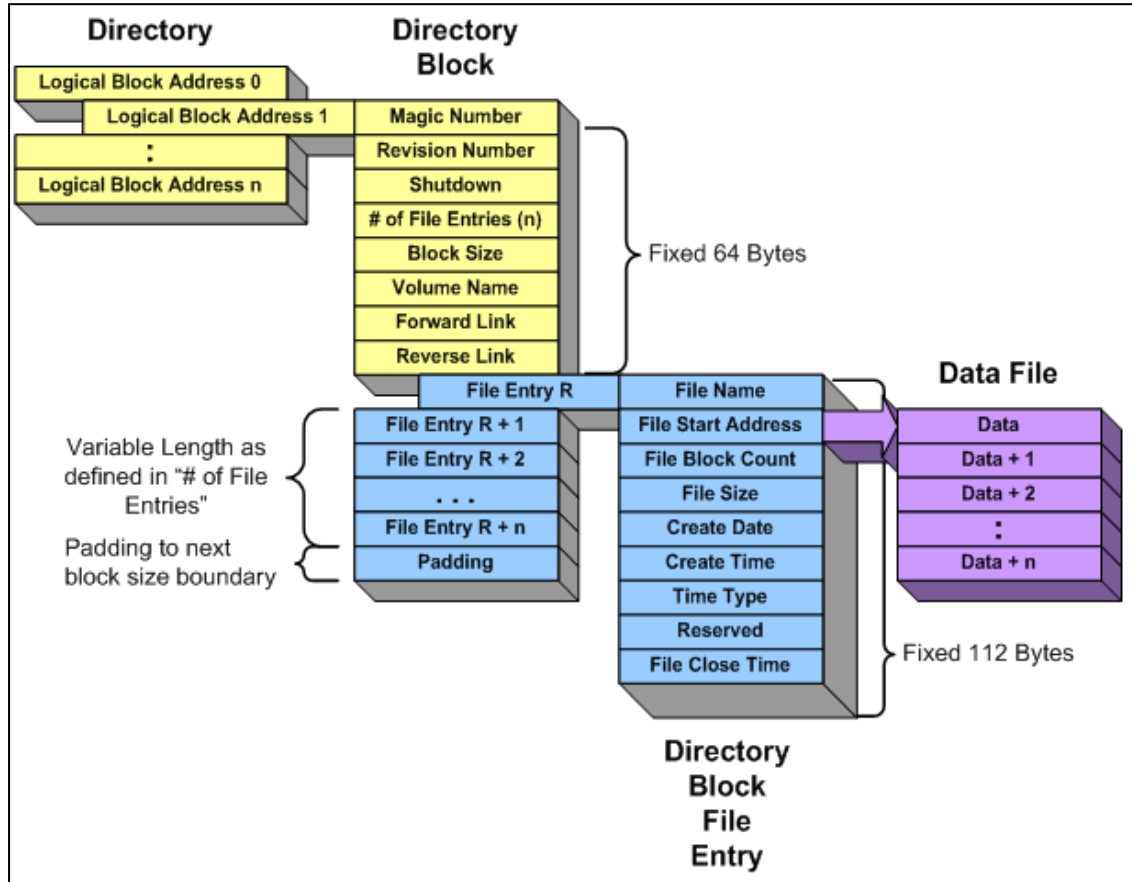 Directory
Logical Block Address 0
Logical Block Address 1
:
Logical Block Address n
Directory
Block
Magic Number
Revision Number
Shutdown
# of File Entries (n)
Block Size
Volume Name
Forward Link
Reverse Link
Fixed 64 Bytes
File Entry R
File Entry R + 1
File Entry R + 2
. . .
File Entry R + n
Padding
Variable Length as
defined in “# of File
Entries"
Padding to next
block size boundary
File Name
File Start Address
File Block Count
File Size
Create Date
Create Time
Time Type
Reserved
File Close Time
Fixed 112 Bytes
Directory
Block
File
Entry
Data File
Data
Data + 1
Data + 2
:
Data + n